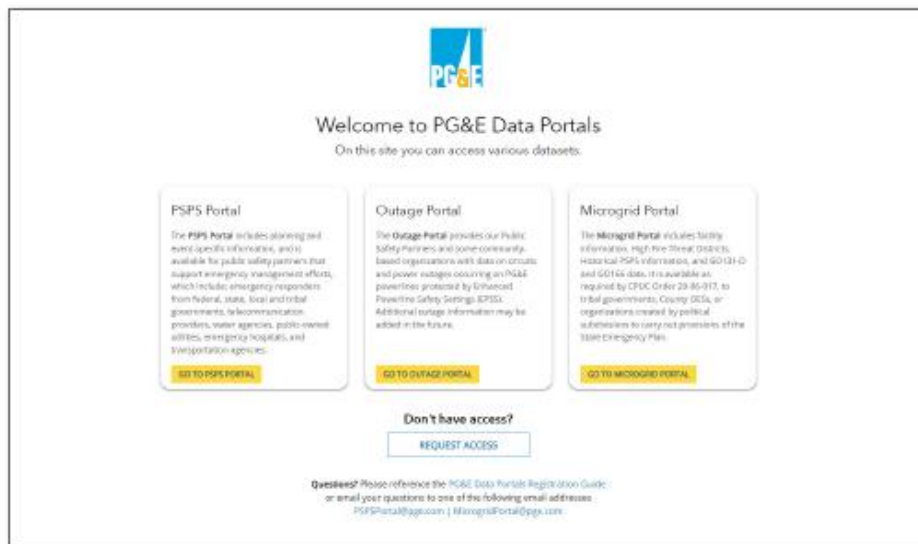 PG&E
Welcome to PG&E Data Portals
On this site you can access various datasets.
PSPS Portal
The PSPS Portal includes planning and
event-specific information, and is
available for public safety partners that
support emergency management efforts,
which include: emergency responders
from federal, state, local and tribal
governments, telecommunication
providers, water agencies, public-owned
utilities, emergency hospitals, and
transportation agencies.
GO TO PSPS PORTAL
Outage Portal
The Outage Portal provides our Public
Safety Partners and some community-
based organizations with data on circuits
and power outages occurring on PG&E
powerlines protected by Enhanced
Powerline Safety Settings (EPSS).
Additional outage information may be
added in the future.
GO TO OUTAGE PORTAL
Microgrid Portal
The Microgrid Portal includes facility
information, High Fire Threat Districts,
Historical PSPS information, and GO131-D
and GO166 data. It is available as
required by CPUC Order 20-06-017, to
tribal governments, County OESs, or
organizations created by political
subdivisions to carry out provisions of the
State Emergency Plan.
GO TO MICROGRID PORTAL
Don't have access?
REQUEST ACCESS
Questions? Please reference the PG&E Data Portals Registration Guide
or email your questions to one of the following email addresses
PSPSPortal@pge.com | MicrogridPortal@pge.com